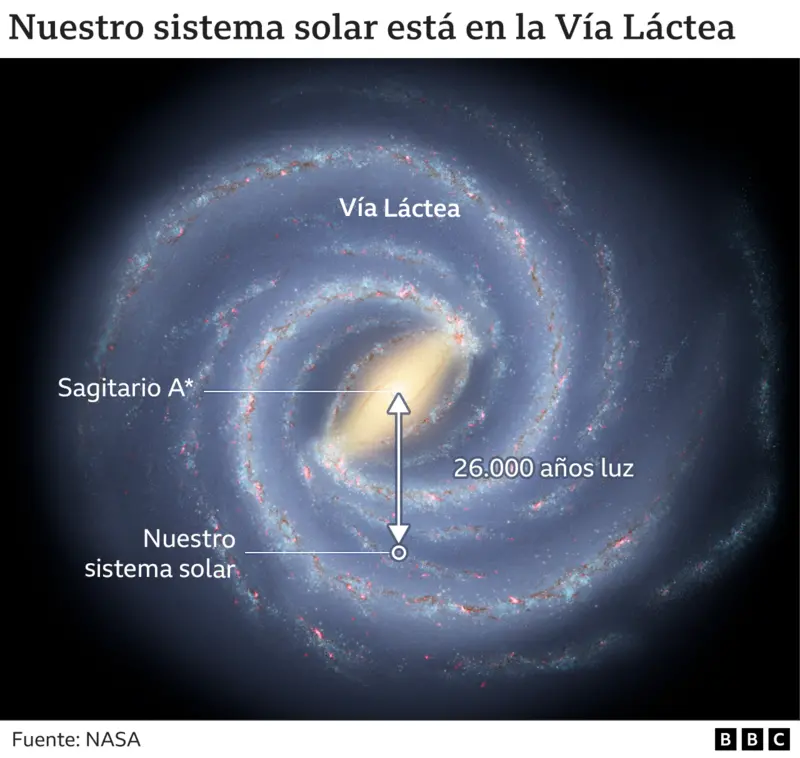 Nuestro sistema solar está en la Vía Láctea
Vía Láctea
Sagitario A*
26.000 años luz
Nuestro
sistema solar
Fuente: NASA
BBC